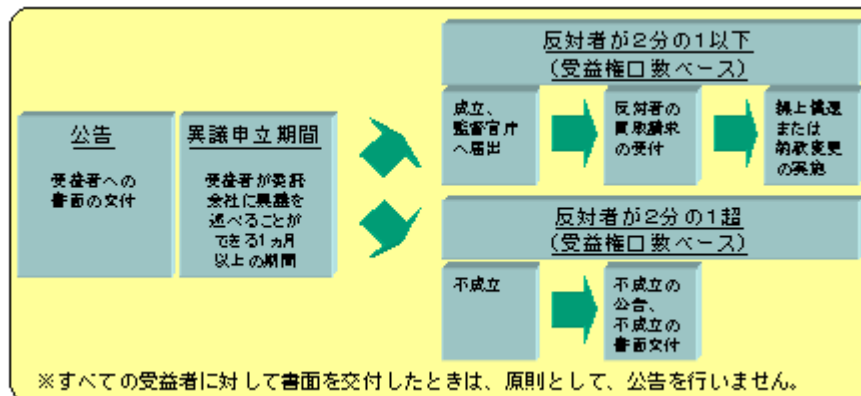 公告
受益者への
書面の交付
異議申立期間
受益者が委託
会社に異議を
述べることが
できる1ヵ月
以上の期間
反対者が2分の1以下
(受益権口数ベース)
成立、
監督官庁
へ届出
反対者の
買取請求
の受付
繰上償還
または
約款変更
の実施
反対者が2分の1超
(受益権口数ベース)
不成立
不成立の
公告、
不成立の
書面交付
※すべての受益者に対して書面を交付したときは、原則として、公告を行いません。